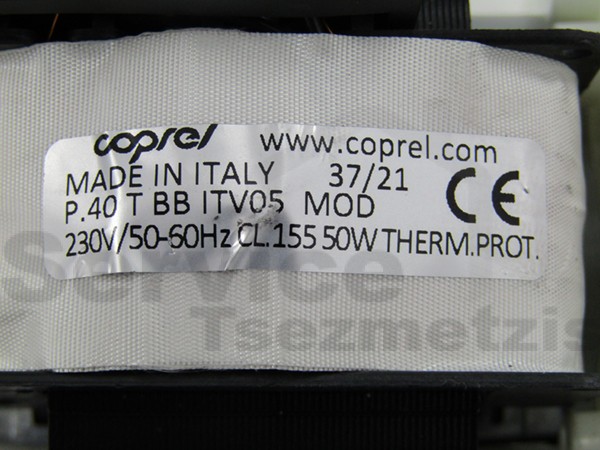 coprel www.coprel.com
MADE IN ITALY 37/21 CE
P.40 T BB ITV05 MOD
230V/50-60Hz CL.155 50W THERM.PROT.
Service
Tsezmetzis